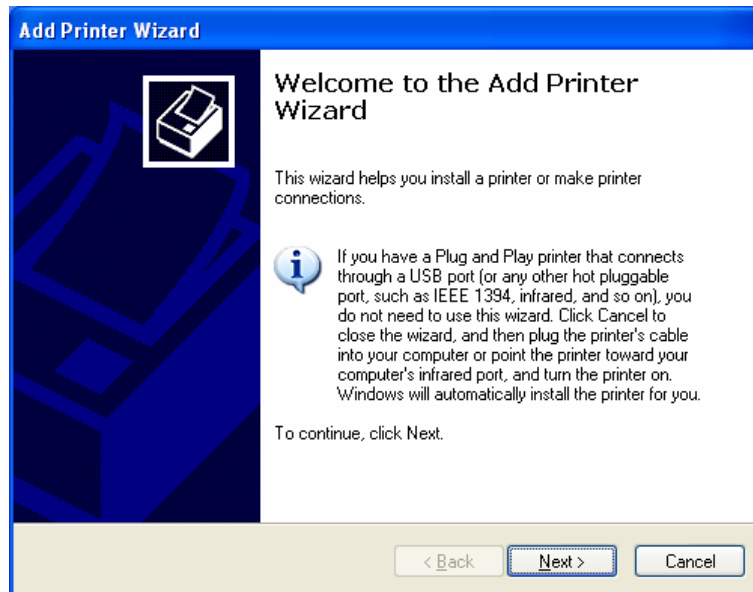 Add Printer Wizard
Welcome to the Add Printer
Wizard
This wizard helps you install a printer or make printer
connections.
If you have a Plug and Play printer that connects
through a USB port (or any other hot pluggable
port, such as IEEE 1394, infrared, and so on), you
do not need to use this wizard. Click Cancel to
close the wizard, and then plug the printer's cable
into your computer or point the printer toward your
computer's infrared port, and turn the printer on.
Windows will automatically install the printer for you.
To continue, click Next.
< Back Next > Cancel